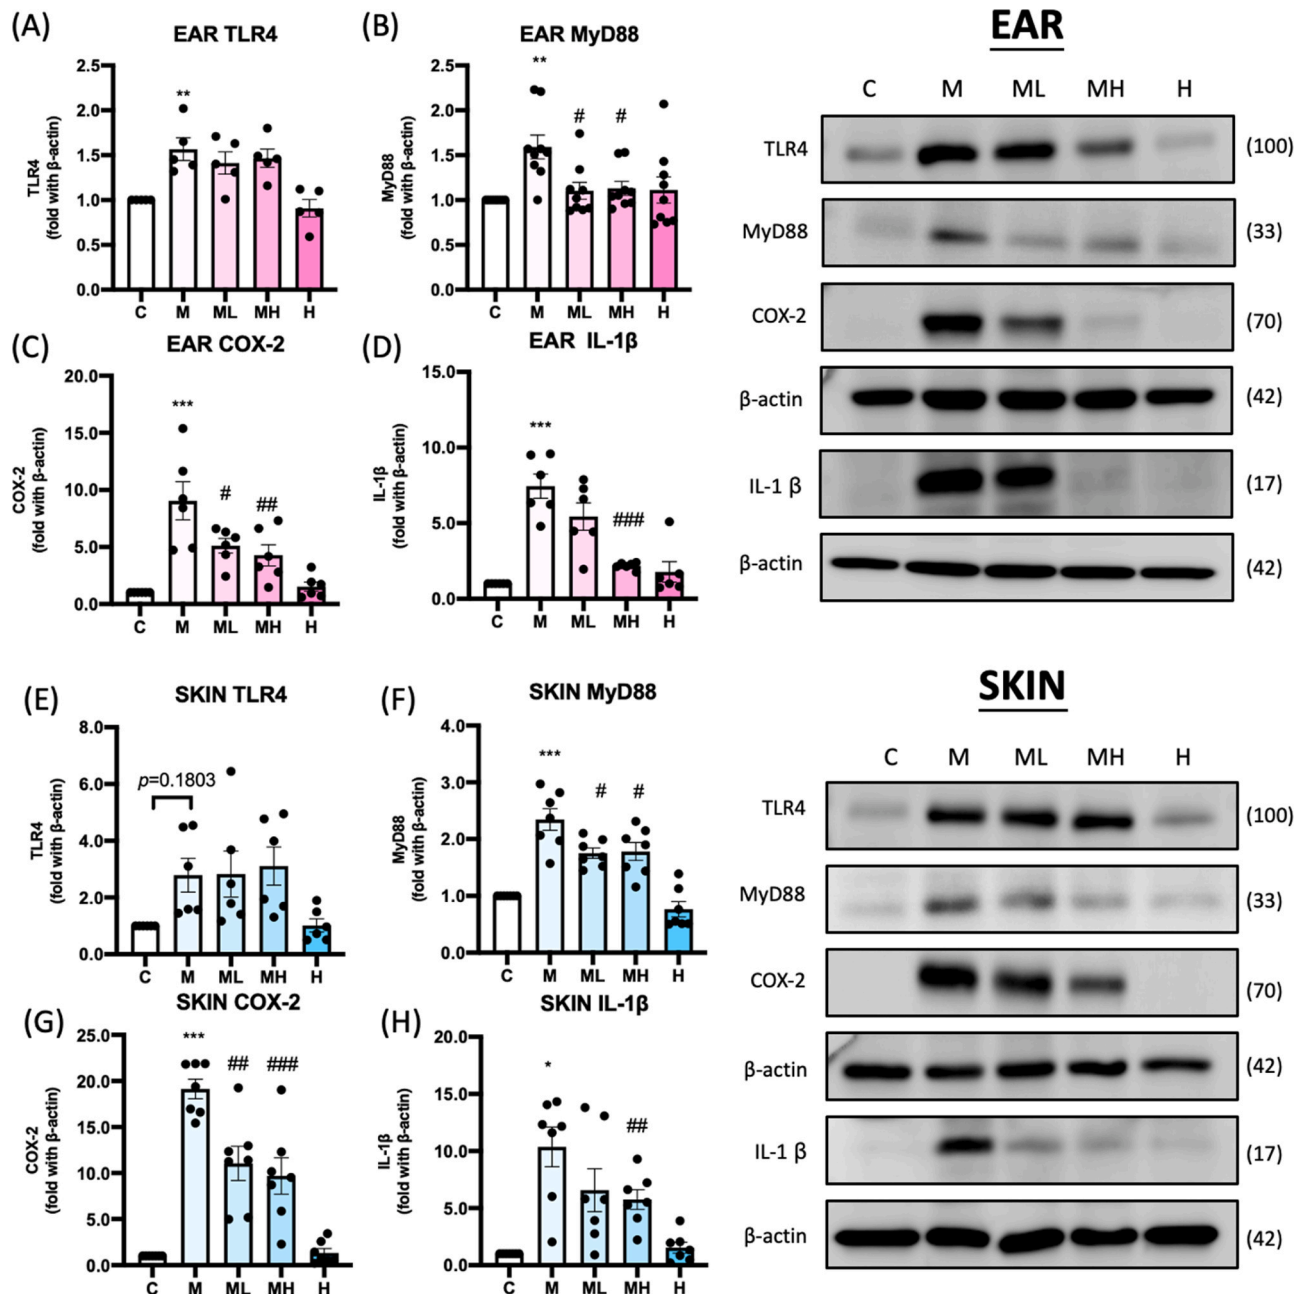 (A)
EAR TLR4
TLR4
(fold with β-actin)
2.5
2.0
1.5
1.0
0.5
0.0
**
C M ML MH H
(B)
EAR MyD88
MyD88
(fold with β-actin)
2.5
2.0
1.5
1.0
0.5
0.0
**
#
#
C M ML MH H
(C)
EAR COX-2
COX-2
(fold with β-actin)
20.0
15.0
10.0
5.0
0.0
***
#
##
C M ML MH H
(D)
EAR IL-1β
IL-1β
(fold with β-actin)
15.0
10.0
5.0
0.0
***
###
C M ML MH H
EAR
C M ML MH H
TLR4 (100)
MyD88 (33)
COX-2 (70)
β-actin (42)
IL-1 β (17)
β-actin (42)
(E)
SKIN TLR4
TLR4
(fold with β-actin)
8.0
6.0
4.0
2.0
0.0
p=0.1803
C M ML MH H
(F)
SKIN MyD88
MyD88
(fold with β-actin)
4.0
3.0
2.0
1.0
0.0
***
#
#
C M ML MH H
(G)
SKIN COX-2
COX-2
(fold with β-actin)
25.0
20.0
15.0
10.0
5.0
0.0
***
##
###
C M ML MH H
(H)
SKIN IL-1β
IL-1β
(fold with β-actin)
20.0
15.0
10.0
5.0
0.0
*
##
C M ML MH H
SKIN
C M ML MH H
TLR4 (100)
MyD88 (33)
COX-2 (70)
β-actin (42)
IL-1 β (17)
β-actin (42)